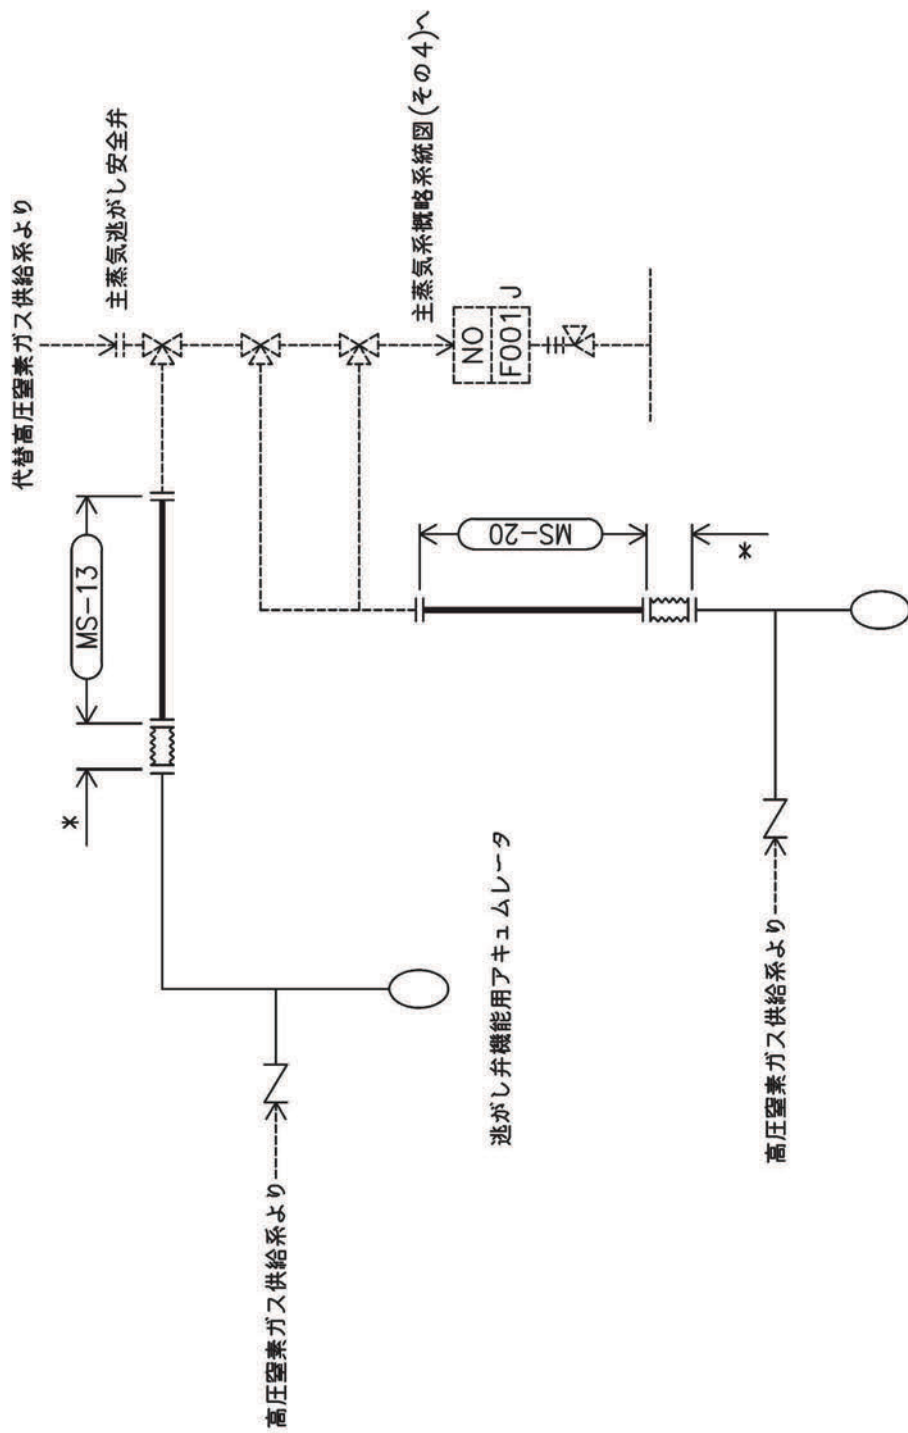 代替高圧窒素ガス供給系より
主蒸気逃がし安全弁
主蒸気系概略系統図(その4)へ
NO
F001
J
MS-13
*
MS-20
*
逃がし弁機能用アキュムレータ
高圧窒素ガス供給系より
高圧窒素ガス供給系より